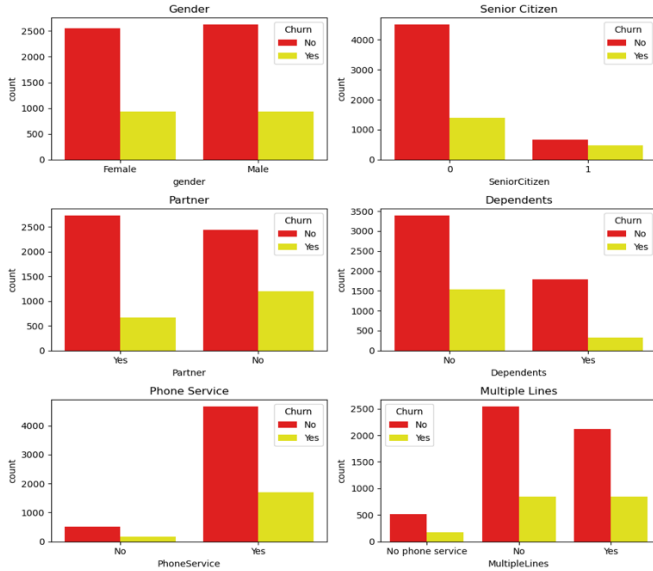 Gender
Churn
No
Yes
2500
2000
1500
1000
500
0
count
Female Male
gender
Senior Citizen
Churn
No
Yes
4000
3000
2000
1000
0
count
0 1
SeniorCitizen
Partner
Churn
No
Yes
2500
2000
1500
1000
500
0
count
Yes No
Partner
Dependents
Churn
No
Yes
3500
3000
2500
2000
1500
1000
500
0
count
No Yes
Dependents
Phone Service
Churn
No
Yes
4000
3000
2000
1000
0
count
No Yes
PhoneService
Multiple Lines
Churn
No
Yes
2500
2000
1500
1000
500
0
count
No phone service No Yes
MultipleLines